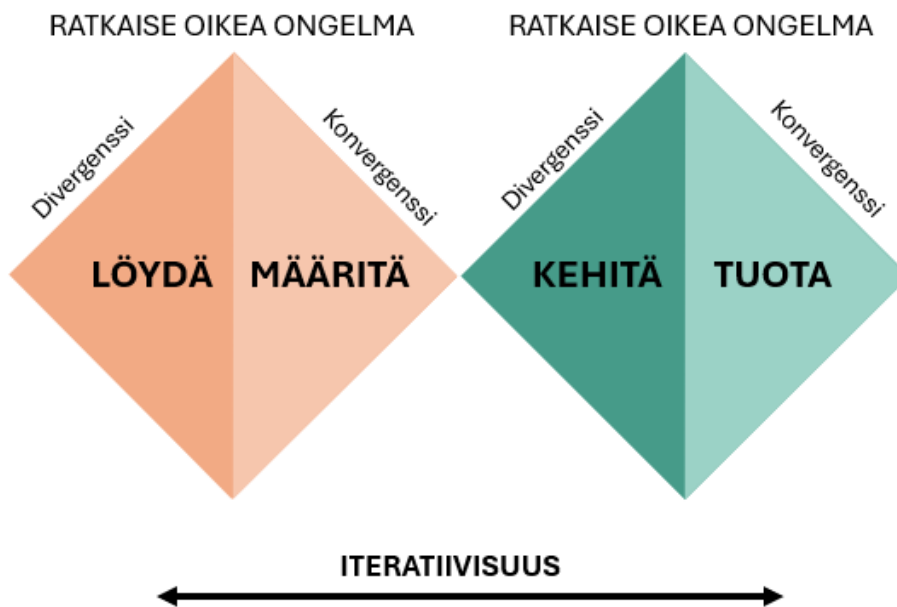 RATKAISE OIKEA ONGELMA
RATKAISE OIKEA ONGELMA
Divergenssi
Konvergenssi
Divergenssi
Konvergenssi
LÖYDÄ
MÄÄRITÄ
KEHITÄ
TUOTA
ITERATIIVISUUS